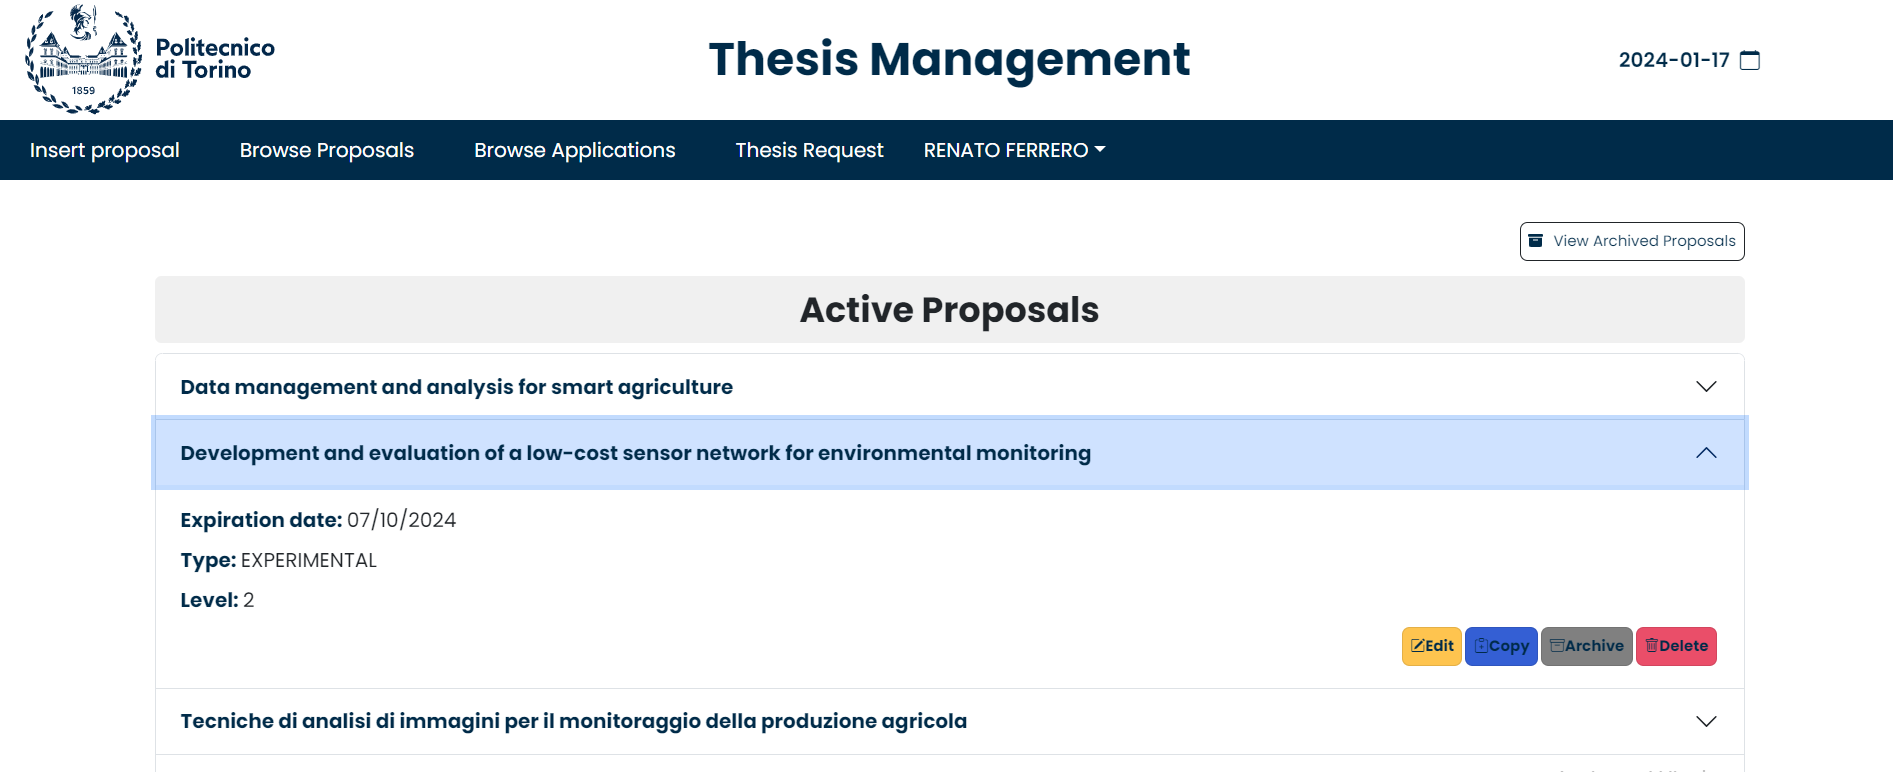 Politecnico
di Torino
1859
Thesis Management
2024-01-17
Insert proposal
Browse Proposals
Browse Applications
Thesis Request
RENATO FERRERO
View Archived Proposals
Active Proposals
Data management and analysis for smart agriculture
Development and evaluation of a low-cost sensor network for environmental monitoring
Expiration date: 07/10/2024
Type: EXPERIMENTAL
Level: 2
Edit
Copy
Archive
Delete
Tecniche di analisi di immagini per il monitoraggio della produzione agricola